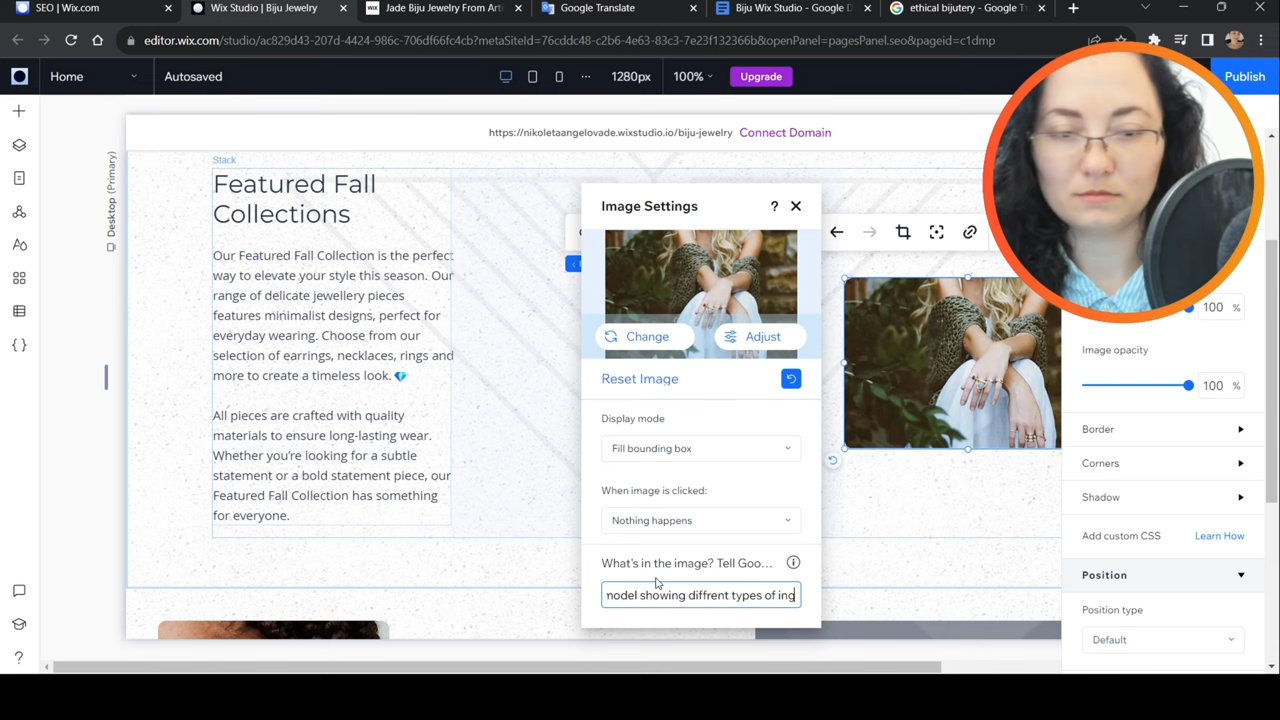 SEO | Wix.com
Wix Studio | Biju Jewelry
WIX Jade Biju Jewelry From Arti
Google Translate
Biju Wix Studio - Google D
ethical bijutery - Google T
editor.wix.com/studio/ac829d43-207d-4424-986c-706df66fc4cb?metaSiteId=76cddc48-c2b6-4e63-83c3-7e23f132366b&openPanel=pagesPanel.seo&pageid=c1dmp
Home
Autosaved
1280px
100%
Upgrade
Publish
https://nikoletaangelovade.wixstudio.io/biju-jewelry Connect Domain
Desktop (Primary)
Stack
Featured Fall
Collections
Our Featured Fall Collection is the perfect
way to elevate your style this season. Our
range of delicate jewellery pieces
features minimalist designs, perfect for
everyday wearing. Choose from our
selection of earrings, necklaces, rings and
more to create a timeless look. 💎
All pieces are crafted with quality
materials to ensure long-lasting wear.
Whether you're looking for a subtle
statement or a bold statement piece, our
Featured Fall Collection has something
for everyone.
Image Settings
?
Change
Adjust
Reset Image
Display mode
Fill bounding box
When image is clicked:
Nothing happens
What's in the image? Tell Goo...
nodel showing diffrent types of ing
100 %
Image opacity
100 %
Border
Corners
Shadow
Add custom CSS
Learn How
Position
Position type
Default